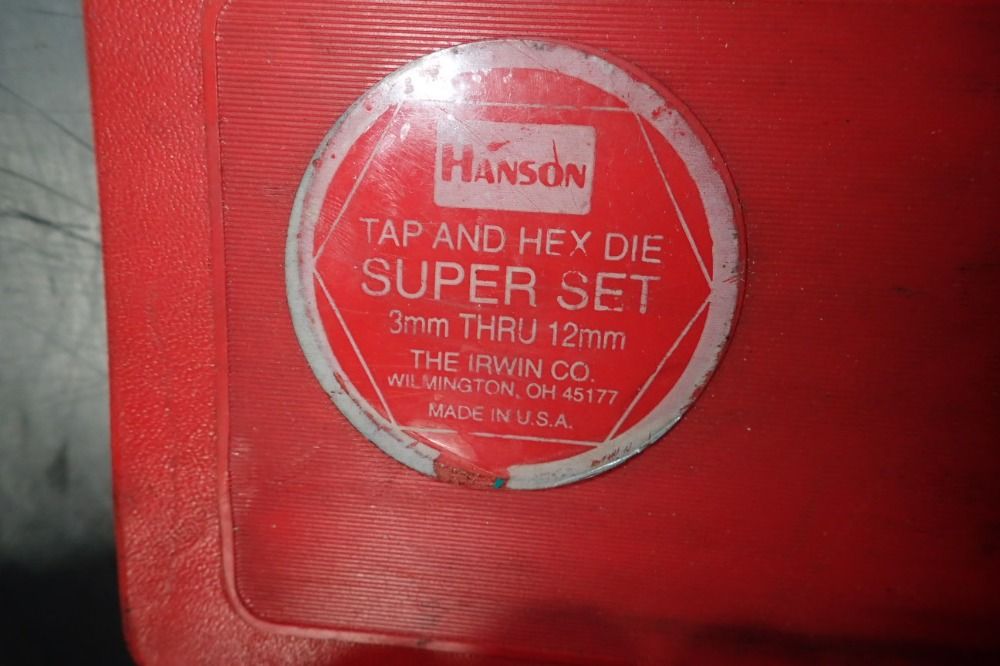 HANSON
TAP AND HEX DIE
SUPER SET
3mm THRU 12mm
THE IRWIN CO.
WILMINGTON, OH 45177
MADE IN U.S.A.